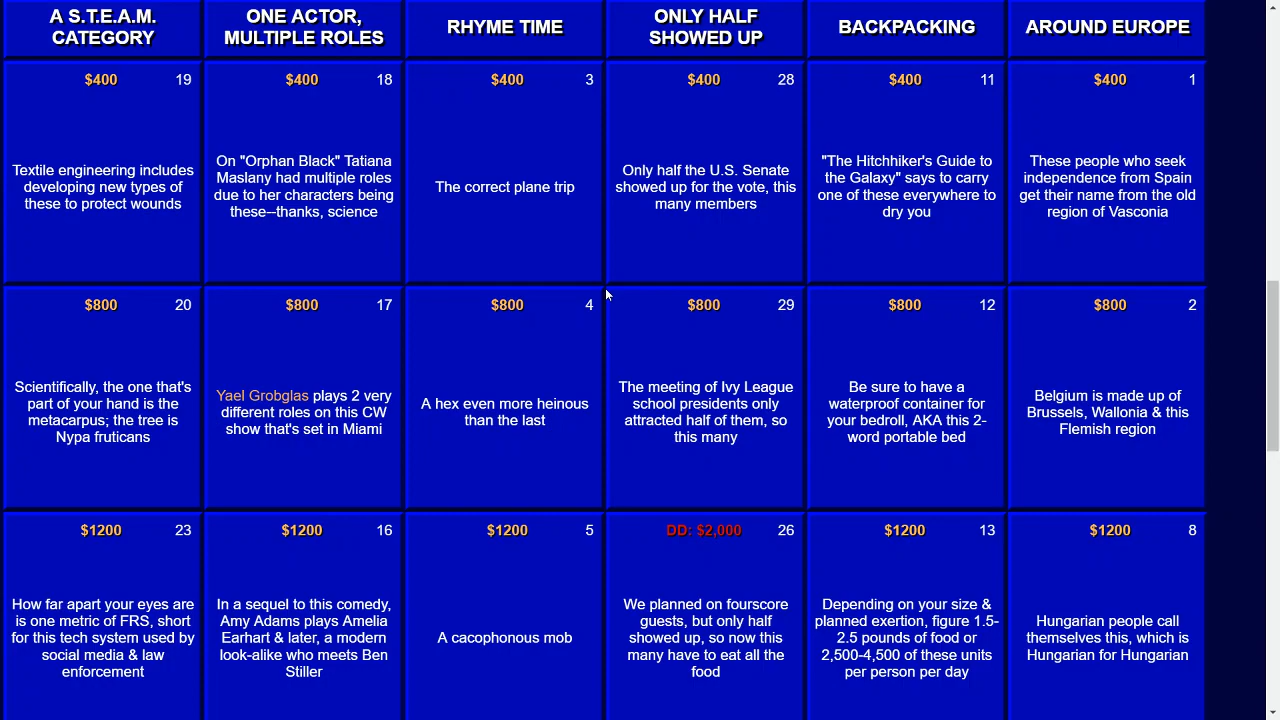 A S.T.E.A.M.
CATEGORY
ONE ACTOR,
MULTIPLE ROLES
RHYME TIME
ONLY HALF
SHOWED UP
BACKPACKING
AROUND EUROPE
$400 19
Textile engineering includes
developing new types of
these to protect wounds
$400 18
On "Orphan Black" Tatiana
Maslany had multiple roles
due to her characters being
these--thanks, science
$400 3
The correct plane trip
$400 28
Only half the U.S. Senate
showed up for the vote, this
many members
$400 11
"The Hitchhiker's Guide to
the Galaxy" says to carry
one of these everywhere to
dry you
$400 1
These people who seek
independence from Spain
get their name from the old
region of Vasconia
$800 20
Scientifically, the one that's
part of your hand is the
metacarpus; the tree is
Nypa fruticans
$800 17
Yael Grobglas plays 2 very
different roles on this CW
show that's set in Miami
$800 4
A hex even more heinous
than the last
$800 29
The meeting of Ivy League
school presidents only
attracted half of them, so
this many
$800 12
Be sure to have a
waterproof container for
your bedroll, AKA this 2-
word portable bed
$800 2
Belgium is made up of
Brussels, Wallonia & this
Flemish region
$1200 23
How far apart your eyes are
is one metric of FRS, short
for this tech system used by
social media & law
enforcement
$1200 16
In a sequel to this comedy,
Amy Adams plays Amelia
Earhart & later, a modern
look-alike who meets Ben
Stiller
$1200 5
A cacophonous mob
DD: $2,000 26
We planned on fourscore
guests, but only half
showed up, so now this
many have to eat all the
food
$1200 13
Depending on your size &
planned exertion, figure 1.5-
2.5 pounds of food or
2,500-4,500 of these units
per person per day
$1200 8
Hungarian people call
themselves this, which is
Hungarian for Hungarian